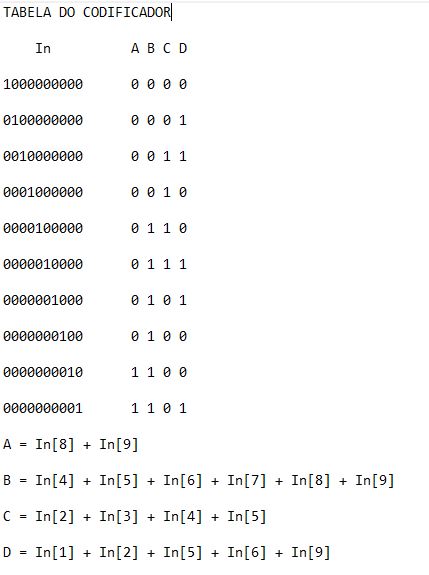 TABELA DO CODIFICADOR
In A B C D
1000000000 0 0 0 0
0100000000 0 0 0 1
0010000000 0 0 1 1
0001000000 0 0 1 0
0000100000 0 1 1 0
0000010000 0 1 1 1
0000001000 0 1 0 1
0000000100 0 1 0 0
0000000010 1 1 0 0
0000000001 1 1 0 1
A = In[8] + In[9]
B = In[4] + In[5] + In[6] + In[7] + In[8] + In[9]
C = In[2] + In[3] + In[4] + In[5]
D = In[1] + In[2] + In[5] + In[6] + In[9]